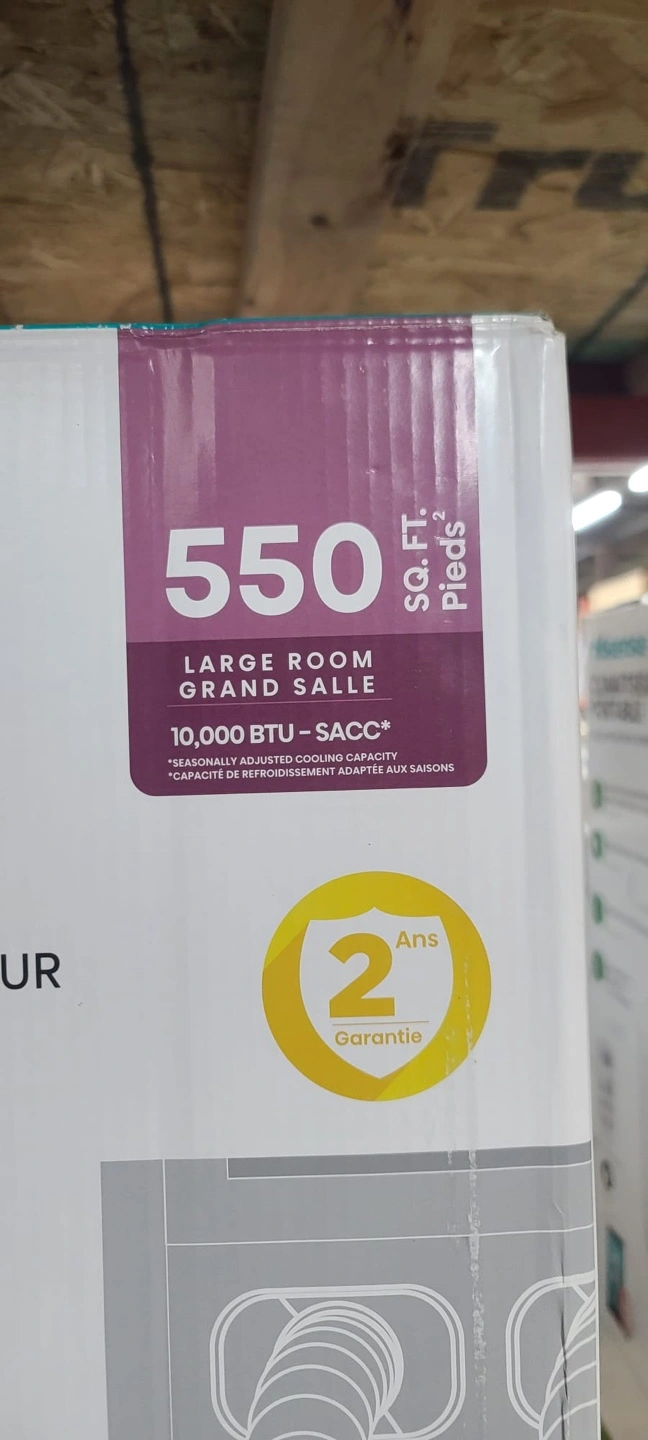 Tru
550
SQ. FT.
Pieds²
LARGE ROOM
GRAND SALLE
10,000 BTU – SACC*
*SEASONALLY ADJUSTED COOLING CAPACITY
*CAPACITÉ DE REFROIDISSEMENT ADAPTÉE AUX SAISONS
2 Ans
Garantie
UR